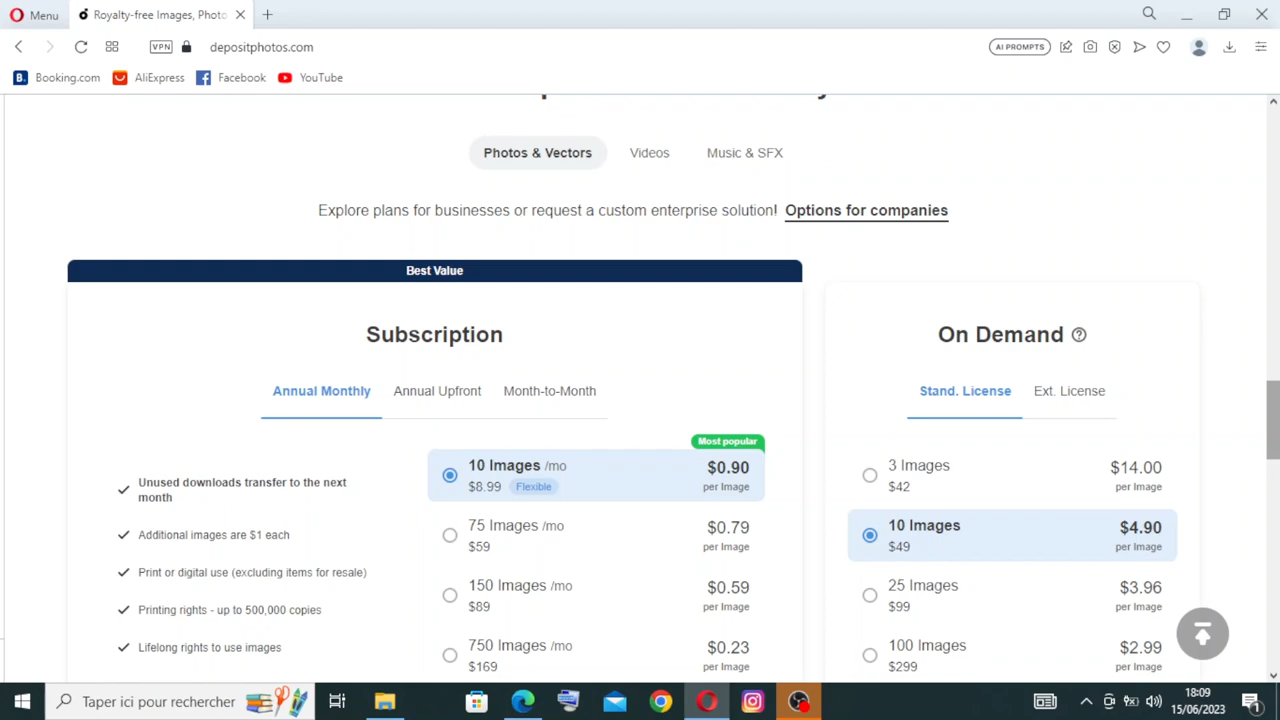 Menu
Royalty-free Images, Photo
VPN
depositphotos.com
AI PROMPTS
B. Booking.com
AliExpress
Facebook
YouTube
Photos & Vectors
Videos
Music & SFX
Explore plans for businesses or request a custom enterprise solution! Options for companies
Best Value
Subscription
Annual Monthly
Annual Upfront
Month-to-Month
Unused downloads transfer to the next
month
Additional images are $1 each
Print or digital use (excluding items for resale)
Printing rights - up to 500,000 copies
Lifelong rights to use images
Most popular
10 Images /mo
$0.90
$8.99 Flexible
per Image
75 Images /mo
$0.79
$59
per Image
150 Images /mo
$0.59
$89
per Image
750 Images /mo
$0.23
$169
per Image
On Demand ?
Stand. License
Ext. License
3 Images
$14.00
$42
per Image
10 Images
$4.90
$49
per Image
25 Images
$3.96
$99
per Image
100 Images
$2.99
$299
per Image
Taper ici pour rechercher
18:09
15/06/2023
1